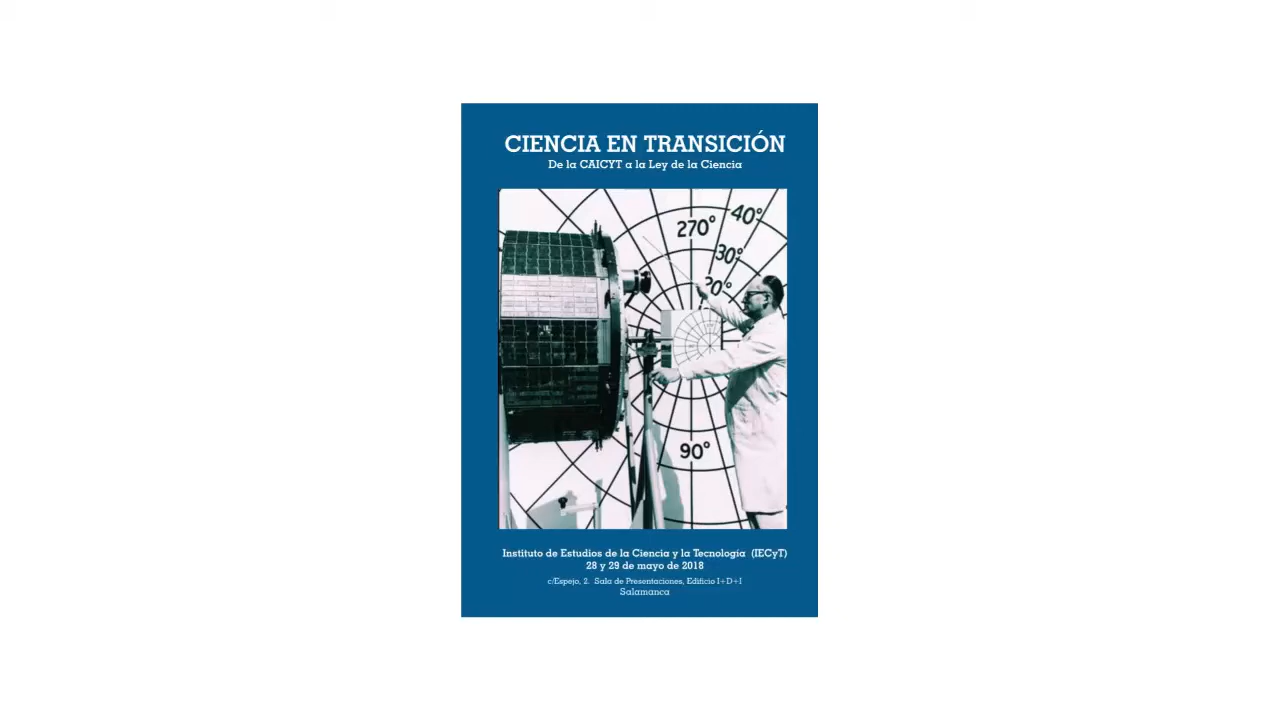 CIENCIA EN TRANSICIÓN
De la CAICYT a la Ley de la Ciencia
40°
270°
30°
20°
90°
Instituto de Estudios de la Ciencia y la Tecnología (IECyT)
28 y 29 de mayo de 2018
c/Espejo, 2. Sala de Presentaciones, Edificio I+D+I
Salamanca